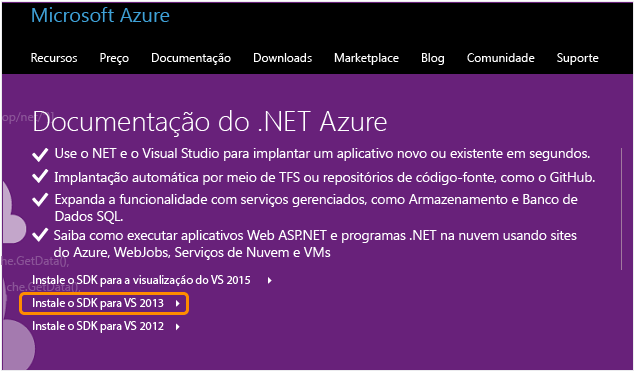 Microsoft Azure
Recursos Preço Documentação Downloads Marketplace Blog Comunidade Suporte
Documentação do .NET Azure
Use o NET e o Visual Studio para implantar um aplicativo novo ou existente em segundos.
Implantação automática por meio de TFS ou repositórios de código-fonte, como o GitHub.
Expanda a funcionalidade com serviços gerenciados, como Armazenamento e Banco de
Dados SQL.
Saiba como executar aplicativos Web ASP.NET e programas .NET na nuvem usando sites
do Azure, WebJobs, Serviços de Nuvem e VMs
che.GetData();
Instale o SDK para a visualização do VS 2015
che.GetData();
Instale o SDK para VS 2013
Instale o SDK para VS 2012